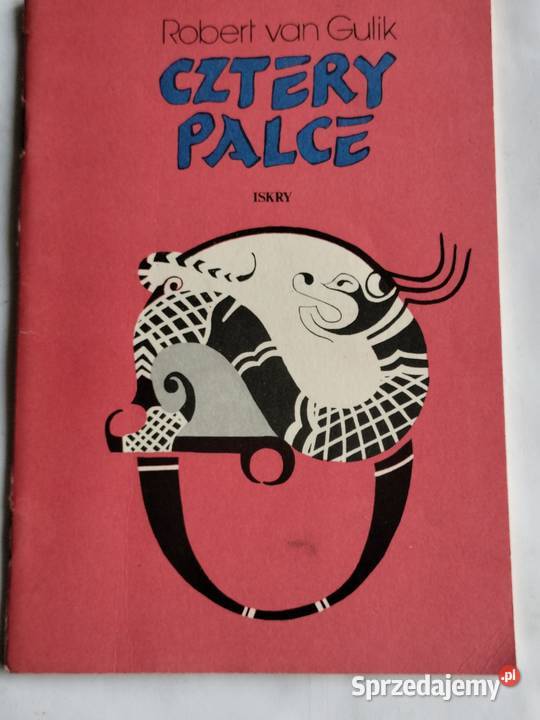 Robert van Gulik
CZTERY
PALCE
ISKRY
Sprzedajemy.pl